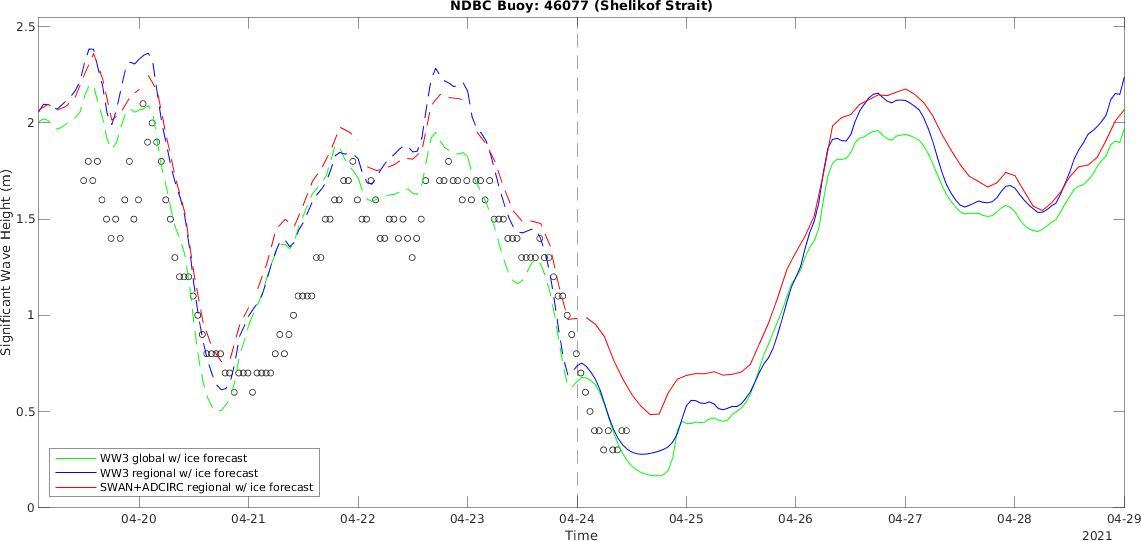 NDBC Buoy: 46077 (Shelikof Strait)
2.5
2
1.5
1
0.5
0
Significant Wave Height (m)
WW3 global w/ ice forecast
WW3 regional w/ ice forecast
SWAN+ADCIRC regional w/ ice forecast
04-20 04-21 04-22 04-23 04-24 04-25 04-26 04-27 04-28 04-29
Time
2021